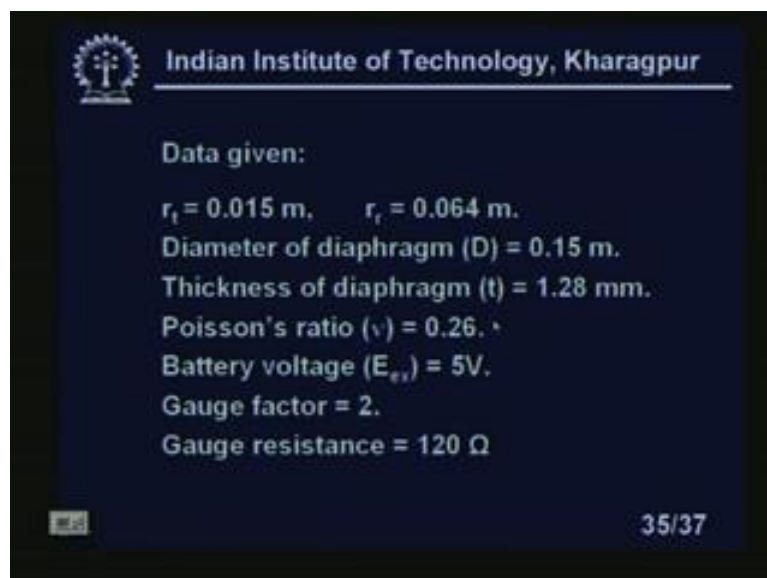 Indian Institute of Technology, Kharagpur
Data given:
rₜ = 0.015 m. rᵣ = 0.064 m.
Diameter of diaphragm (D) = 0.15 m.
Thickness of diaphragm (t) = 1.28 mm.
Poisson's ratio (ν) = 0.26.
Battery voltage (Eₑₓ) = 5V.
Gauge factor = 2.
Gauge resistance = 120 Ω
35/37